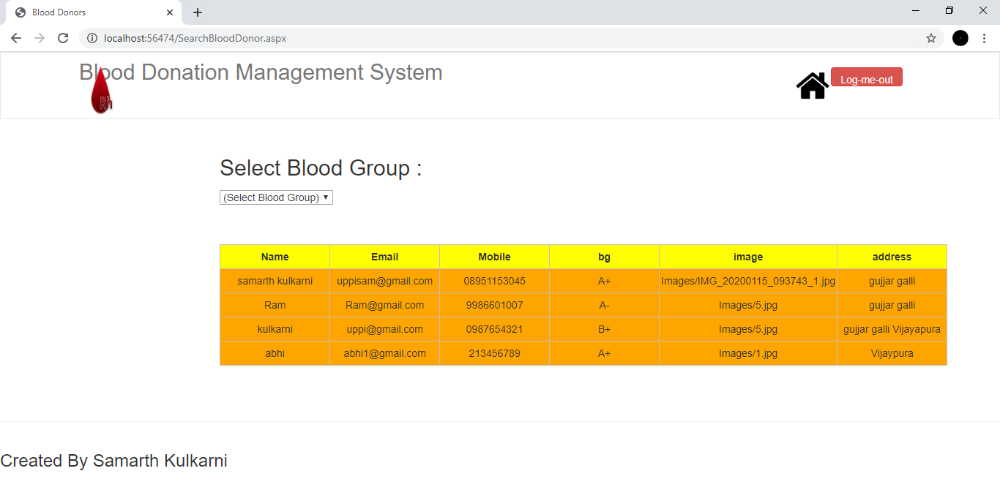 Blood Donors
localhost:56474/SearchBloodDonor.aspx
Blood Donation Management System
Rh
Log-me-out
Select Blood Group :
(Select Blood Group)
Name Email Mobile bg image address
samarth kulkarni uppisam@gmail.com 08951153045 A+ Images/IMG_20200115_093743_1.jpg gujjar galli
Ram Ram@gmail.com 9986601007 A- Images/5.jpg gujjar galli
kulkarni uppi@gmail.com 0987654321 B+ Images/5.jpg gujjar galli Vijayapura
abhi abhi1@gmail.com 213456789 A+ Images/1.jpg Vijaypura
Created By Samarth Kulkarni